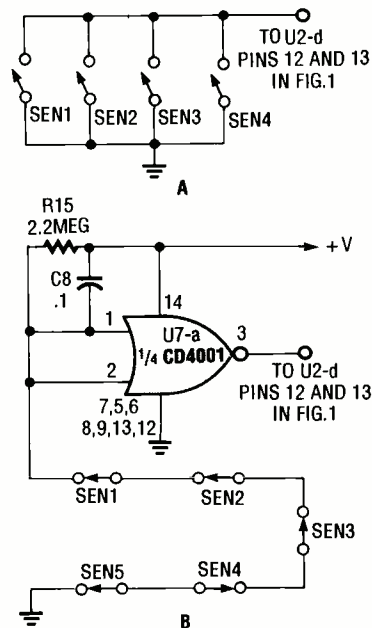 TO U2-d
PINS 12 AND 13
IN FIG.1
SEN1
SEN2
SEN3
SEN4
A
R15
2.2MEG
+V
C8
.1
14
1
U7-a
3
1/4 CD4001
2
TO U2-d
PINS 12 AND 13
IN FIG.1
7,5,6
8,9,13,12
SEN1
SEN2
SEN3
SEN5
SEN4
B